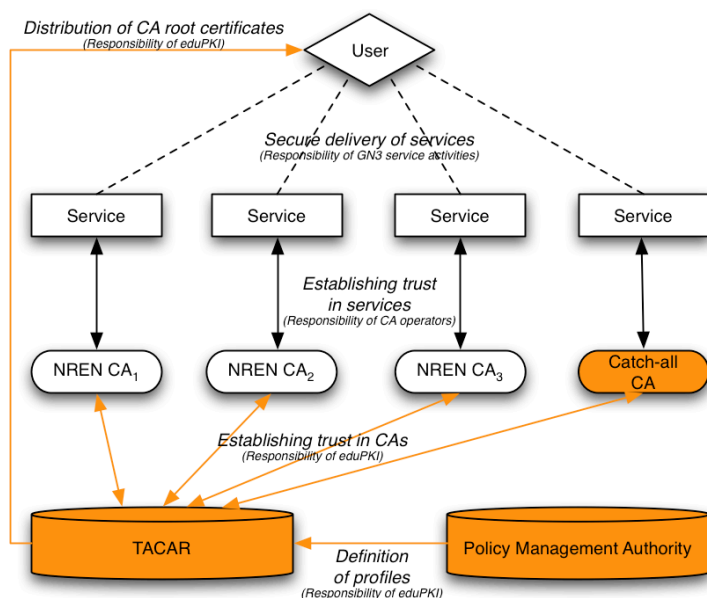 Distribution of CA root certificates
(Responsibility of eduPKI)
User
Secure delivery of services
(Responsibility of GN3 service activities)
Service
Service
Service
Service
Establishing trust
in services
(Responsibility of CA operators)
NREN CA₁
NREN CA₂
NREN CA₃
Catch-all
CA
Establishing trust in CAs
(Responsibility of eduPKI)
TACAR
Policy Management Authority
Definition
of profiles
(Responsibility of eduPKI)